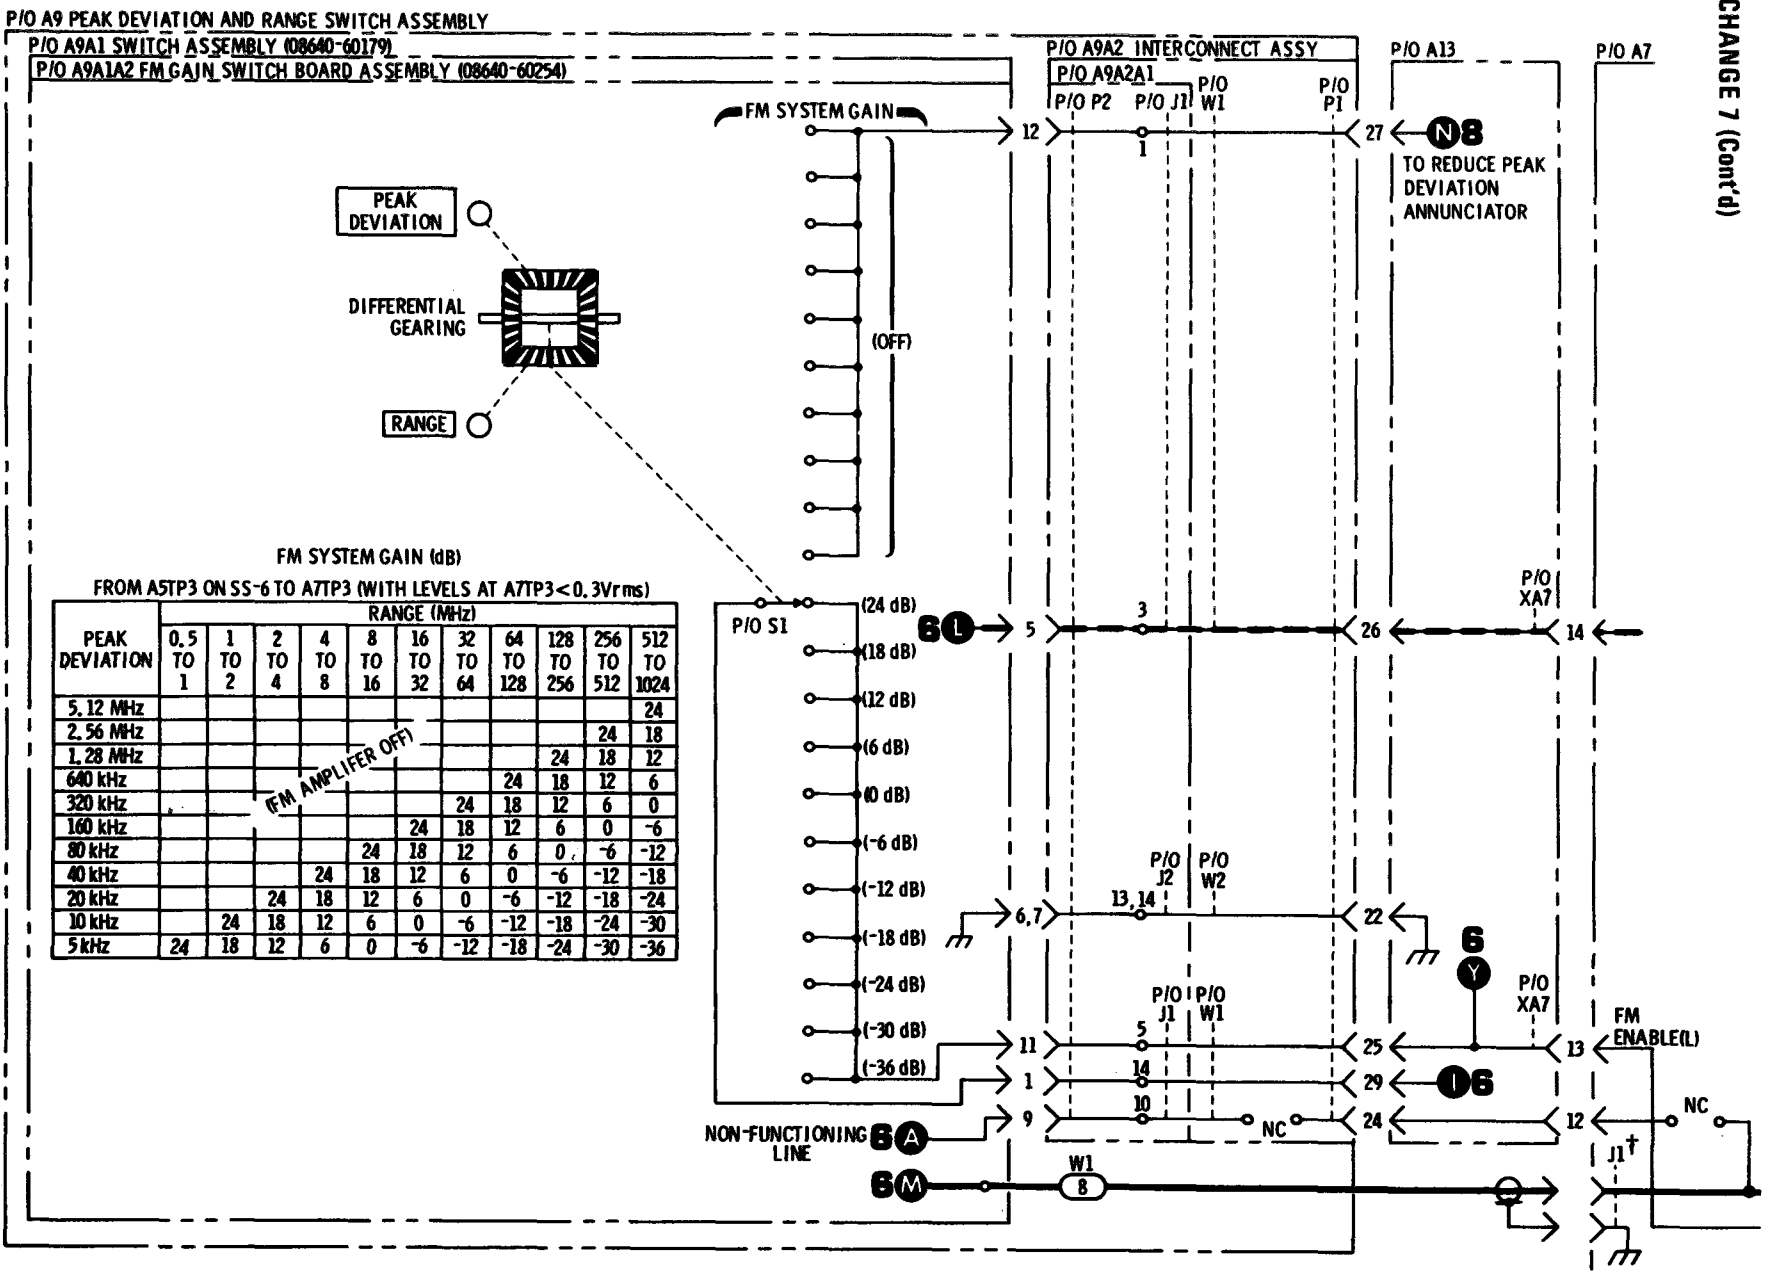 P/O A9 PEAK DEVIATION AND RANGE SWITCH ASSEMBLY
P/O A9A1 SWITCH ASSEMBLY (08640-60179)
P/O A9A1A2 FM GAIN SWITCH BOARD ASSEMBLY (08640-60254)
P/O A9A2 INTERCONNECT ASSY
P/O A13
P/O A7
CHANGE 7 (Cont'd)
P/O A9A2A1
P/O P2
P/O J1
P/O
W1
P/O
P1
FM SYSTEM GAIN
12
1
27
N 8
TO REDUCE PEAK
DEVIATION
ANNUNCIATOR
PEAK
DEVIATION
DIFFERENTIAL
GEARING
RANGE
(OFF)
FM SYSTEM GAIN (dB)
FROM A5TP3 ON SS-6 TO A7TP3 (WITH LEVELS AT A7TP3<0.3Vrms)
PEAK
DEVIATION
RANGE (MHz)
0.5 TO 1
1 TO 2
2 TO 4
4 TO 8
8 TO 16
16 TO 32
32 TO 64
64 TO 128
128 TO 256
256 TO 512
512 TO 1024
5.12 MHz 24
2.56 MHz 24 18
1.28 MHz 24 18 12
640 kHz 24 18 12 6
320 kHz 24 18 12 6 0
160 kHz 24 18 12 6 0 -6
80 kHz 24 18 12 6 0 -6 -12
40 kHz 24 18 12 6 0 -6 -12 -18
20 kHz 24 18 12 6 0 -6 -12 -18 -24
10 kHz 24 18 12 6 0 -6 -12 -18 -24 -30
5 kHz 24 18 12 6 0 -6 -12 -18 -24 -30 -36
(FM AMPLIFER OFF)
P/O S1
(24 dB)
(18 dB)
(12 dB)
(6 dB)
(0 dB)
(-6 dB)
(-12 dB)
(-18 dB)
(-24 dB)
(-30 dB)
(-36 dB)
6 L
5
3
26
P/O
XA7
14
P/O
J2
P/O
W2
6,7
13,14
22
6
Y
P/O
J1
P/O
W1
P/O
XA7
11
5
25
13
FM
ENABLE(L)
1
14
29
I 6
NON-FUNCTIONING
LINE
6 A
9
10
NC
24
12
NC
6 M
W1
8
J1†